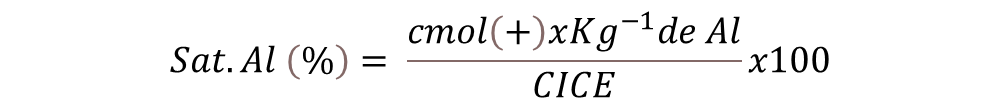 Sat. Al (%) = cmol(+)xKg⁻¹de Al / CICE x100